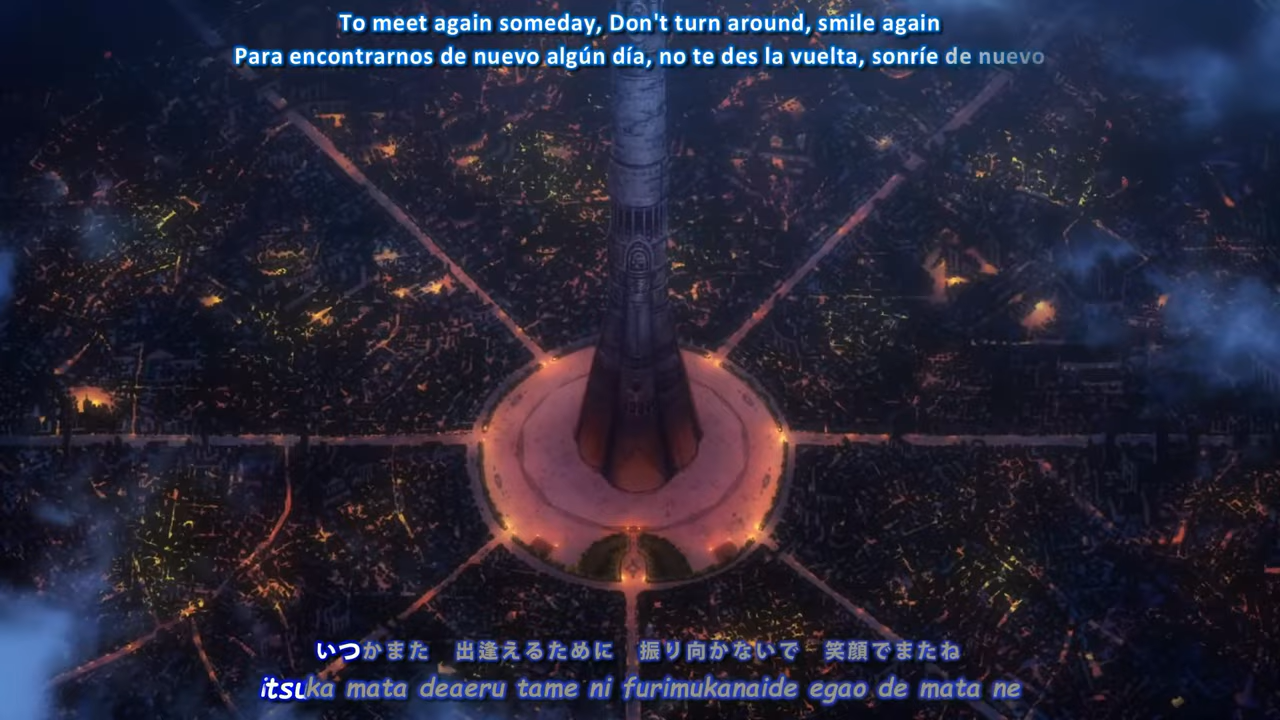 To meet again someday, Don't turn around, smile again
Para encontrarnos de nuevo algún día, no te des la vuelta, sonríe de nuevo
いつかまた　出逢えるために　振り向かないで　笑顔でまたね
itsuka mata deaeru tame ni furimukanaide egao de mata ne